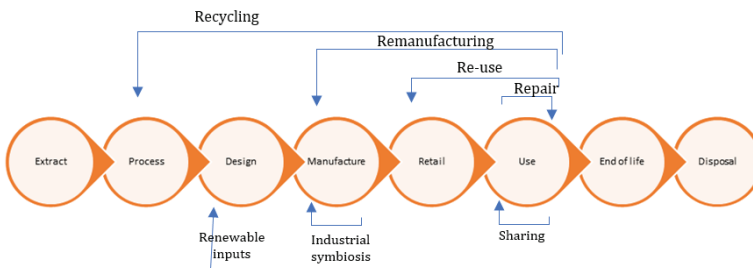 Recycling
Remanufacturing
Re-use
Repair
Extract
Process
Design
Manufacture
Retail
Use
End of life
Disposal
Renewable
inputs
Industrial
symbiosis
Sharing